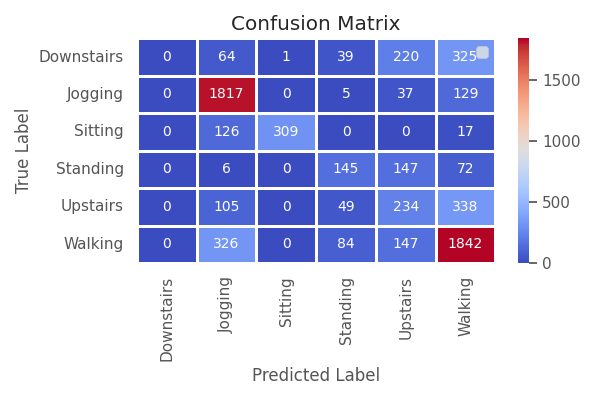 Confusion Matrix
True Label
Downstairs 0 64 1 39 220 325
Jogging 0 1817 0 5 37 129
Sitting 0 126 309 0 0 17
Standing 0 6 0 145 147 72
Upstairs 0 105 0 49 234 338
Walking 0 326 0 84 147 1842
Downstairs Jogging Sitting Standing Upstairs Walking
Predicted Label
1500
1000
500
0